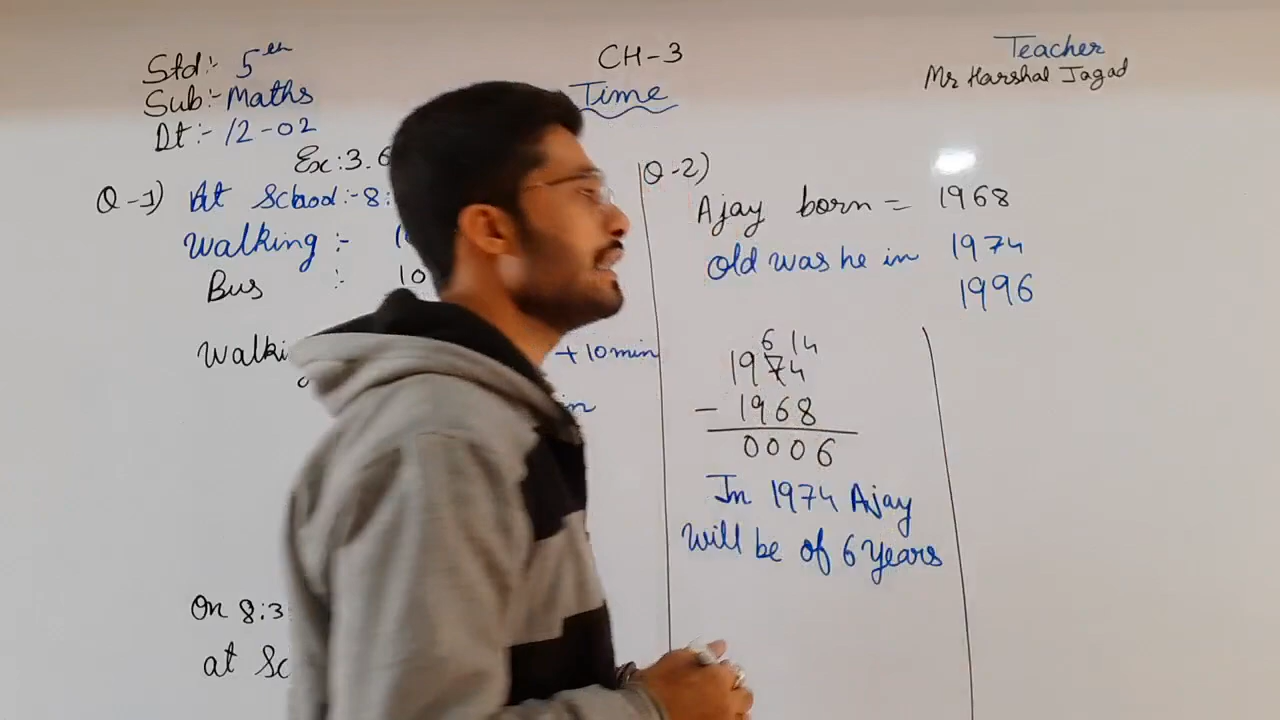 Std:- 5th
Sub:- Maths
Dt:- 12-02
CH-3
Time
Teacher
Mr Harshal Jagad
Ex:3.6
Q-1) At School:- 8:
Walking :- 1
Bus :- 10
+10min
On 8:3
at Sc
Q-2)
Ajay born = 1968
old was he in 1974
1996
6 14
1974
- 1968
0006
In 1974 Ajay
will be of 6 Years